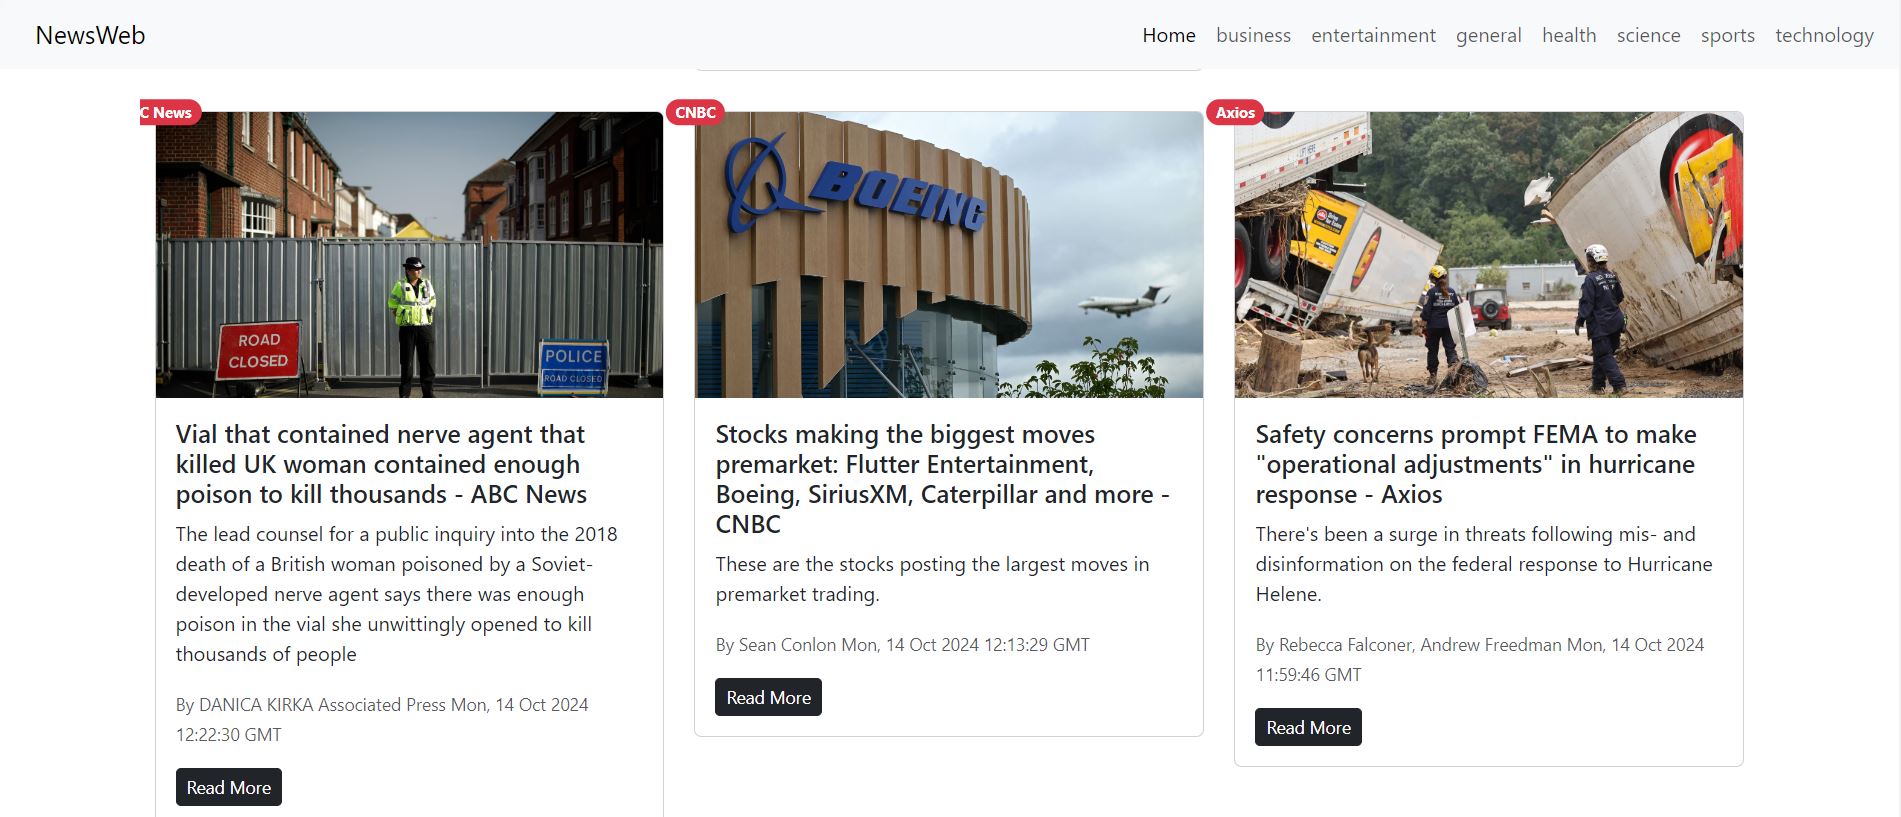 NewsWeb
Home business entertainment general health science sports technology
C News
ROAD
CLOSED
POLICE
ROAD CLOSED
Vial that contained nerve agent that
killed UK woman contained enough
poison to kill thousands - ABC News
The lead counsel for a public inquiry into the 2018
death of a British woman poisoned by a Soviet-
developed nerve agent says there was enough
poison in the vial she unwittingly opened to kill
thousands of people
By DANICA KIRKA Associated Press Mon, 14 Oct 2024
12:22:30 GMT
Read More
CNBC
BOEING
Stocks making the biggest moves
premarket: Flutter Entertainment,
Boeing, SiriusXM, Caterpillar and more -
CNBC
These are the stocks posting the largest moves in
premarket trading.
By Sean Conlon Mon, 14 Oct 2024 12:13:29 GMT
Read More
Axios
Safety concerns prompt FEMA to make
"operational adjustments" in hurricane
response - Axios
There's been a surge in threats following mis- and
disinformation on the federal response to Hurricane
Helene.
By Rebecca Falconer, Andrew Freedman Mon, 14 Oct 2024
11:59:46 GMT
Read More